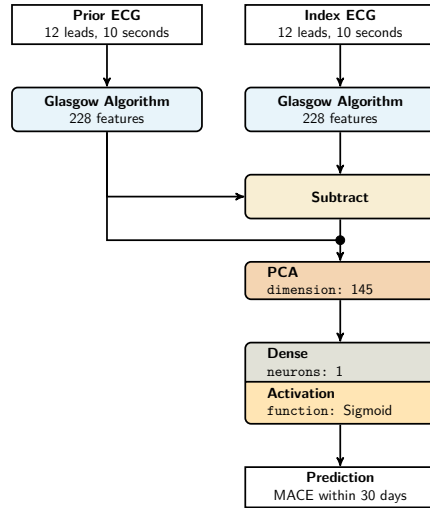 Prior ECG
12 leads, 10 seconds
Index ECG
12 leads, 10 seconds
Glasgow Algorithm
228 features
Glasgow Algorithm
228 features
Subtract
PCA
dimension: 145
Dense
neurons: 1
Activation
function: Sigmoid
Prediction
MACE within 30 days